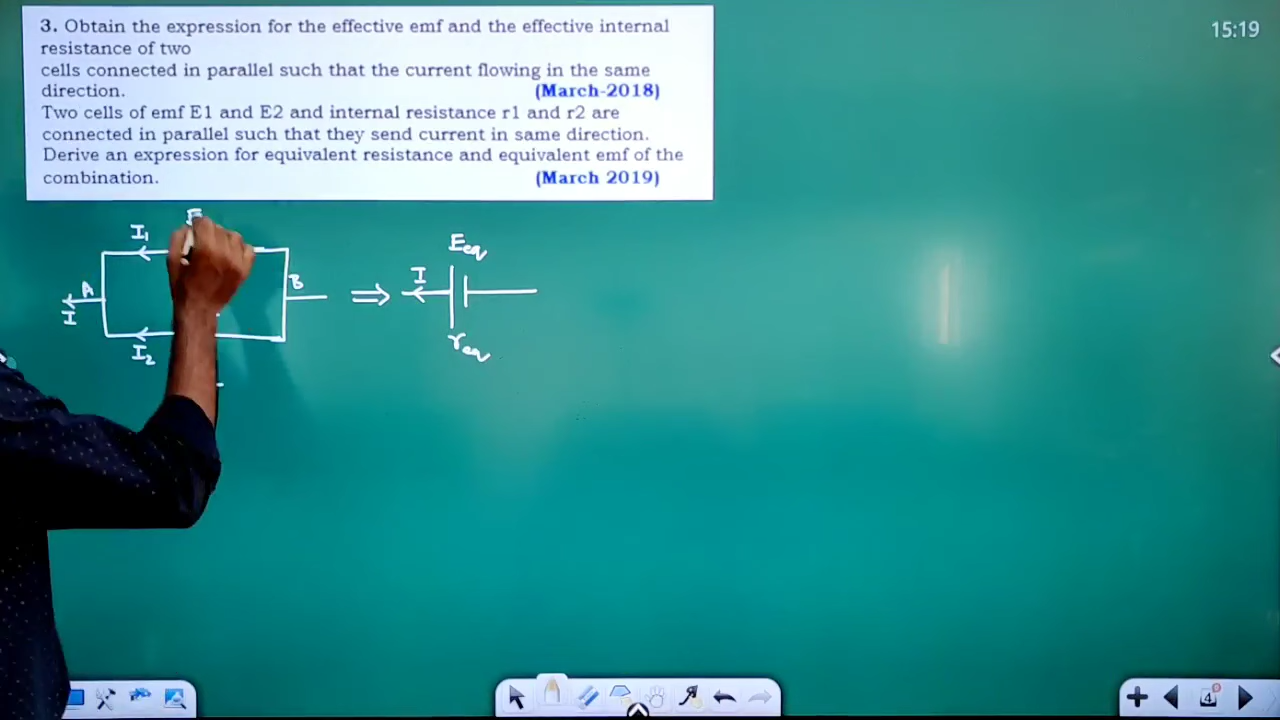 3. Obtain the expression for the effective emf and the effective internal
resistance of two
cells connected in parallel such that the current flowing in the same
direction. (March-2018)
Two cells of emf E1 and E2 and internal resistance r1 and r2 are
connected in parallel such that they send current in same direction.
Derive an expression for equivalent resistance and equivalent emf of the
combination. (March 2019)
15:19
I₁
E
A
B
I
I₂
⇒
E_eq
I
r_eq
4